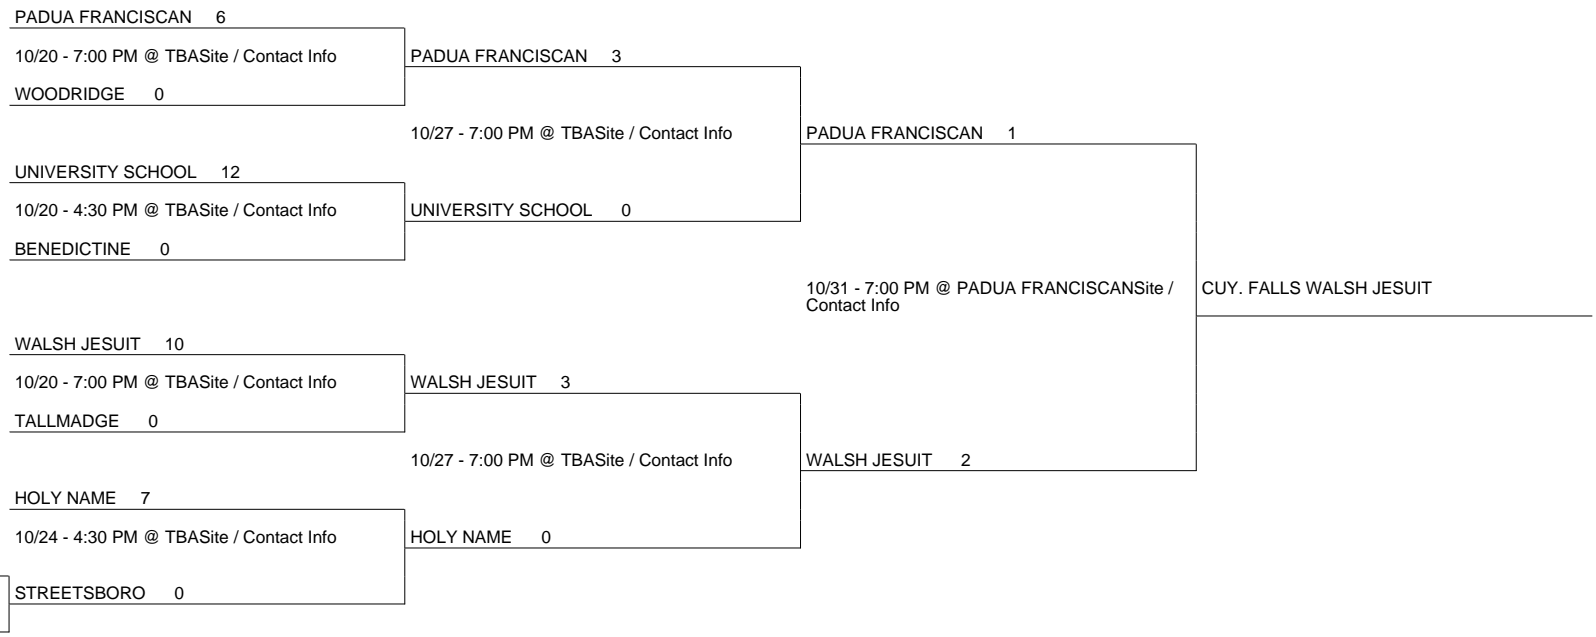 PADUA FRANCISCAN 6
10/20 - 7:00 PM @ TBASite / Contact Info
PADUA FRANCISCAN 3
WOODRIDGE 0
10/27 - 7:00 PM @ TBASite / Contact Info
PADUA FRANCISCAN 1
UNIVERSITY SCHOOL 12
10/20 - 4:30 PM @ TBASite / Contact Info
UNIVERSITY SCHOOL 0
BENEDICTINE 0
10/31 - 7:00 PM @ PADUA FRANCISCANSite /
Contact Info
CUY. FALLS WALSH JESUIT
WALSH JESUIT 10
10/20 - 7:00 PM @ TBASite / Contact Info
WALSH JESUIT 3
TALLMADGE 0
10/27 - 7:00 PM @ TBASite / Contact Info
WALSH JESUIT 2
HOLY NAME 7
10/24 - 4:30 PM @ TBASite / Contact Info
HOLY NAME 0
STREETSBORO 0